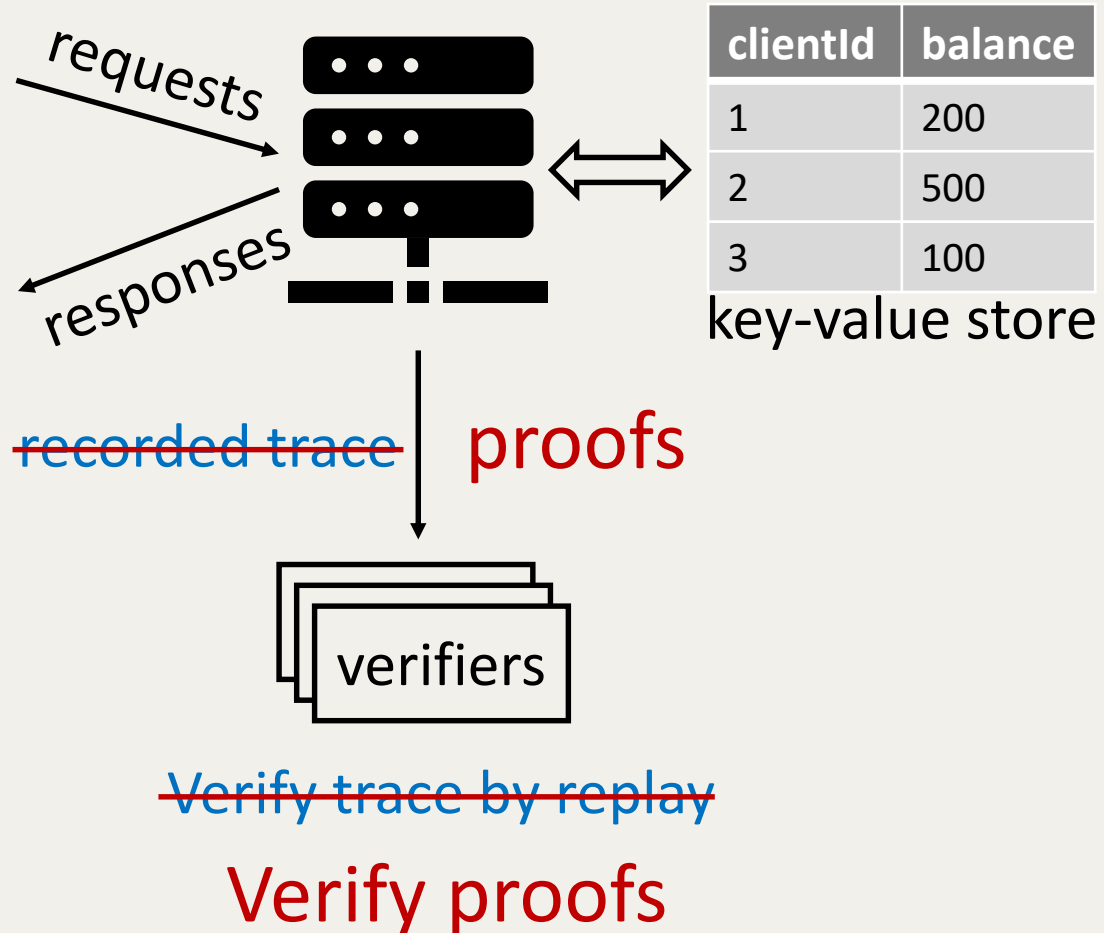 requests
responses
clientId balance
1 200
2 500
3 100
key-value store
recorded trace
proofs
verifiers
Verify trace by replay
Verify proofs